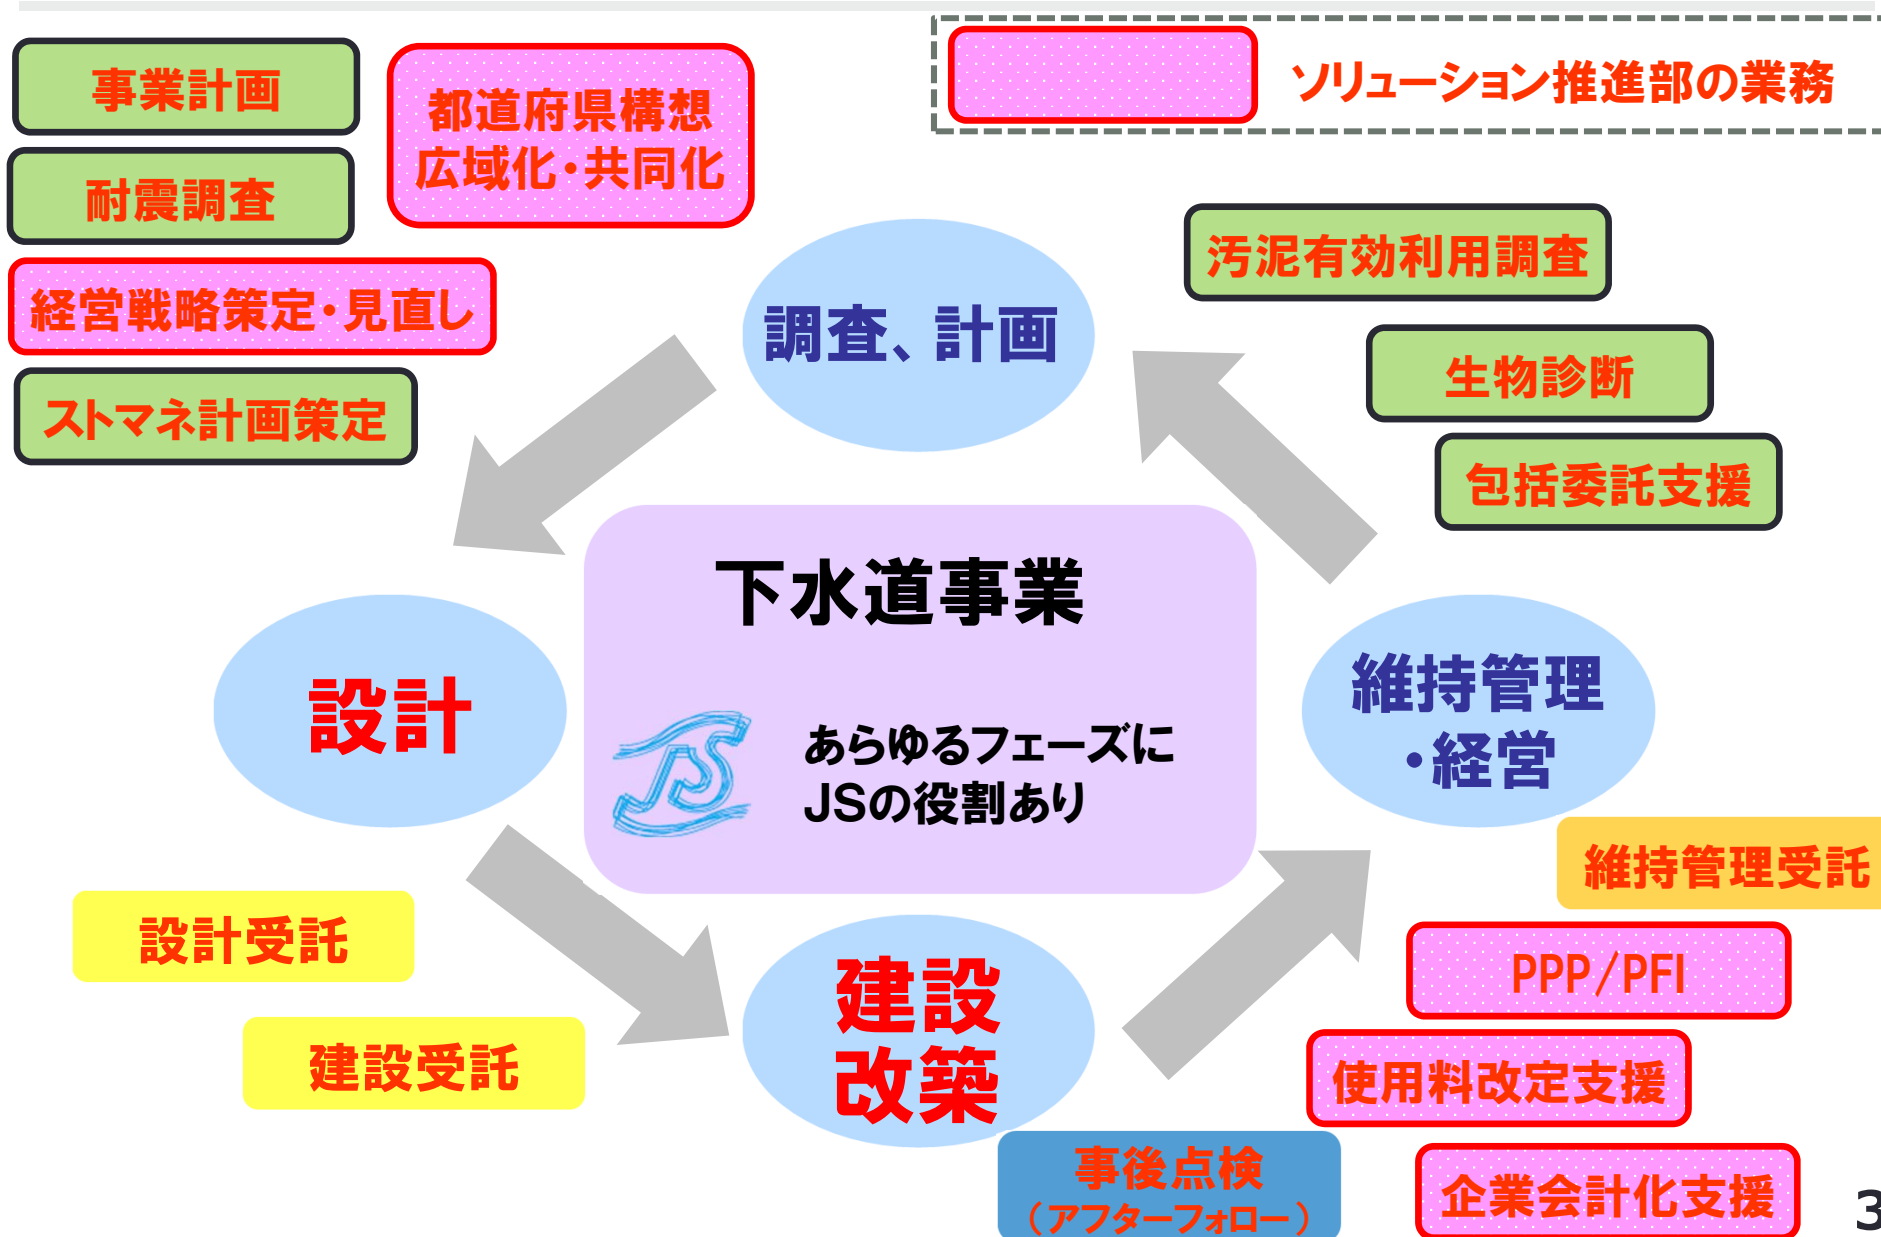 事業計画
都道府県構想
広域化・共同化
ソリューション推進部の業務
耐震調査
経営戦略策定・見直し
ストマネ計画策定
汚泥有効利用調査
生物診断
包括委託支援
調査、計画
下水道事業
JS
あらゆるフェーズに
JSの役割あり
設計
維持管理
・経営
維持管理受託
設計受託
建設受託
建設
改築
PPP/PFI
使用料改定支援
企業会計化支援
事後点検
（アフターフォロー）
3